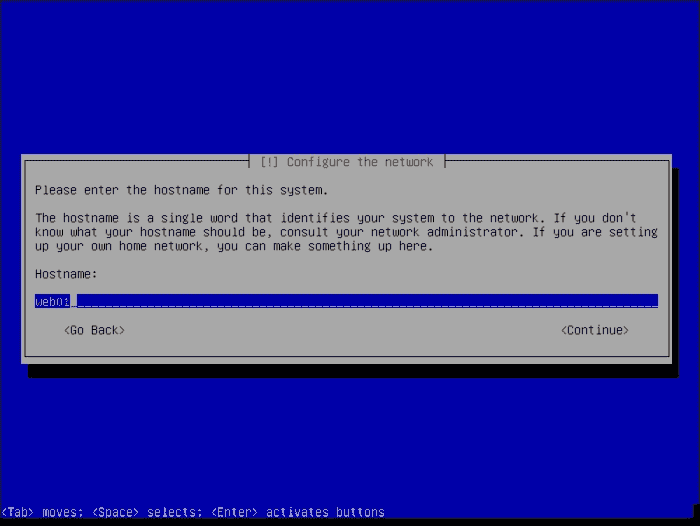 [!] Configure the network
Please enter the hostname for this system.
The hostname is a single word that identifies your system to the network. If you don't
know what your hostname should be, consult your network administrator. If you are setting
up your own home network, you can make something up here.
Hostname:
web01
<Go Back> <Continue>
<Tab> moves; <Space> selects; <Enter> activates buttons